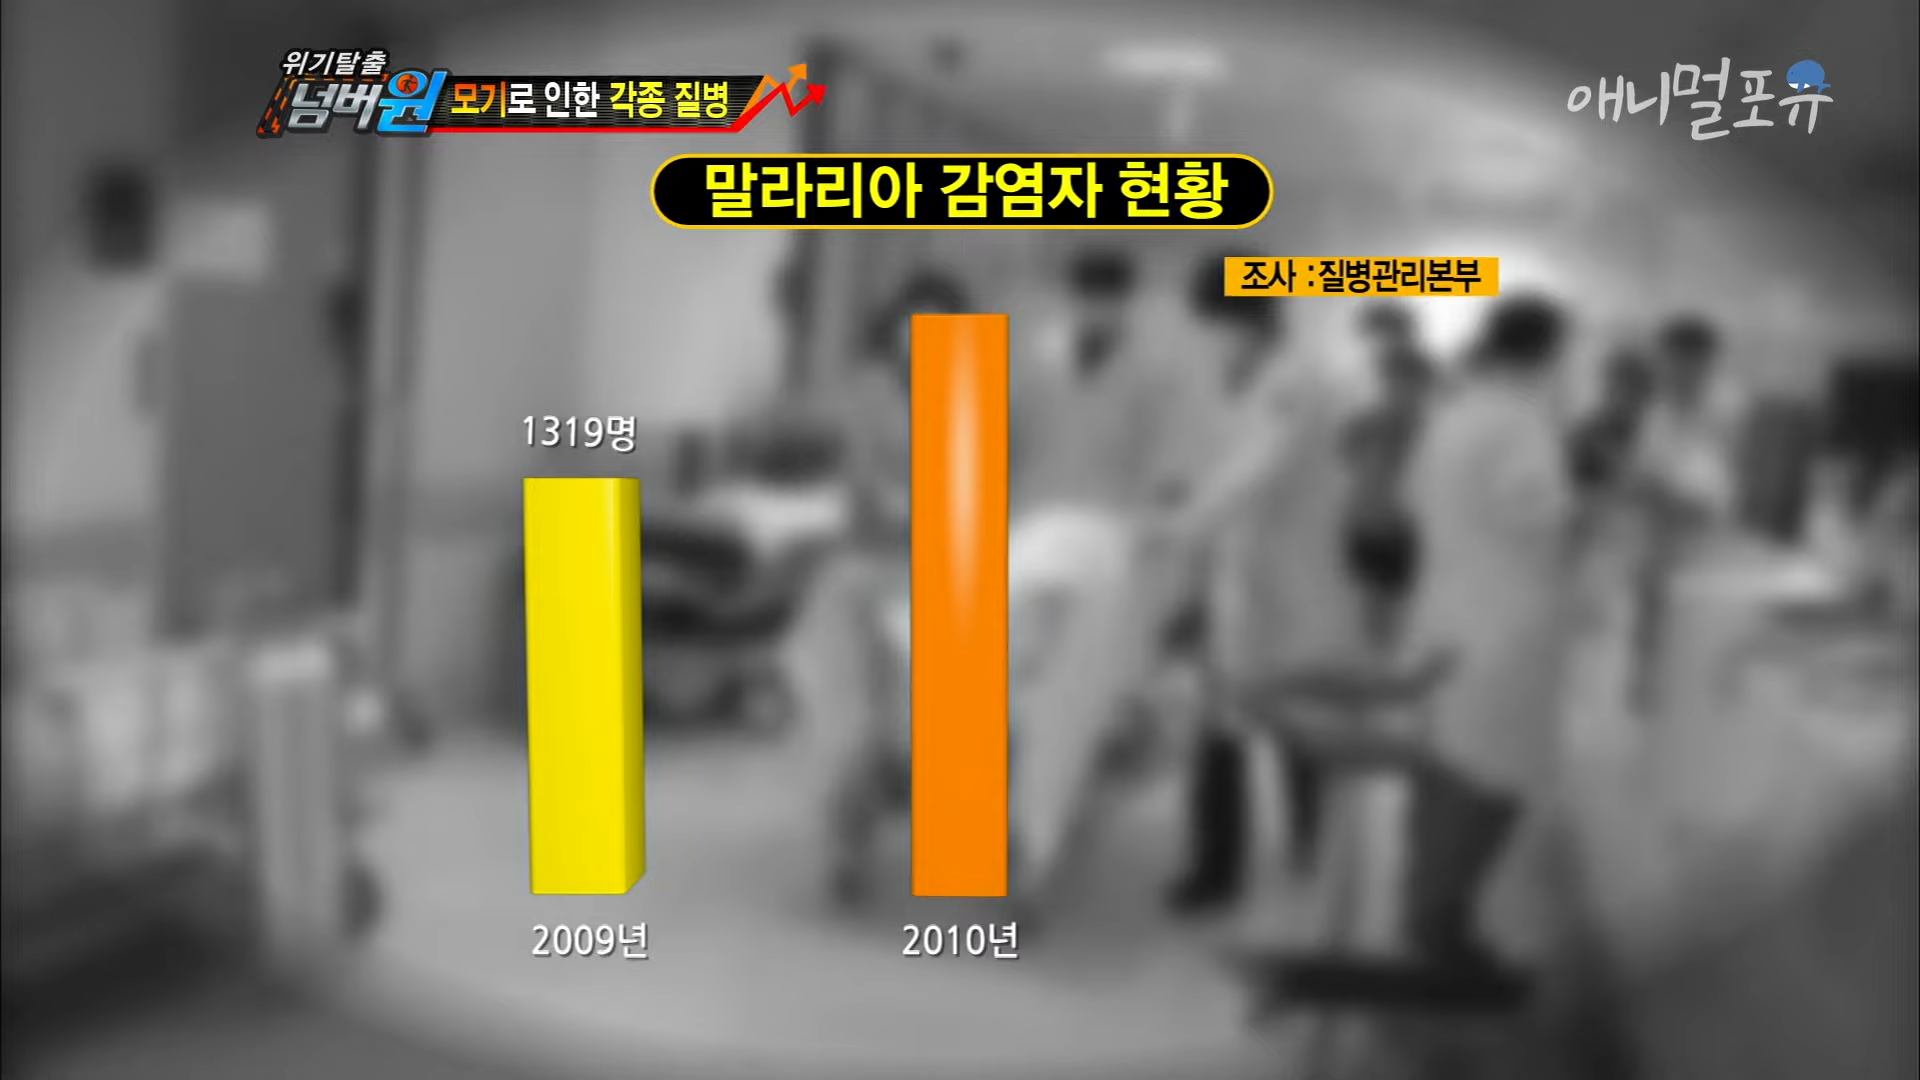 위기탈출
넘버원
모기로 인한 각종 질병
애니멀포유
말라리아 감염자 현황
조사 :질병관리본부
1319명
2009년
2010년